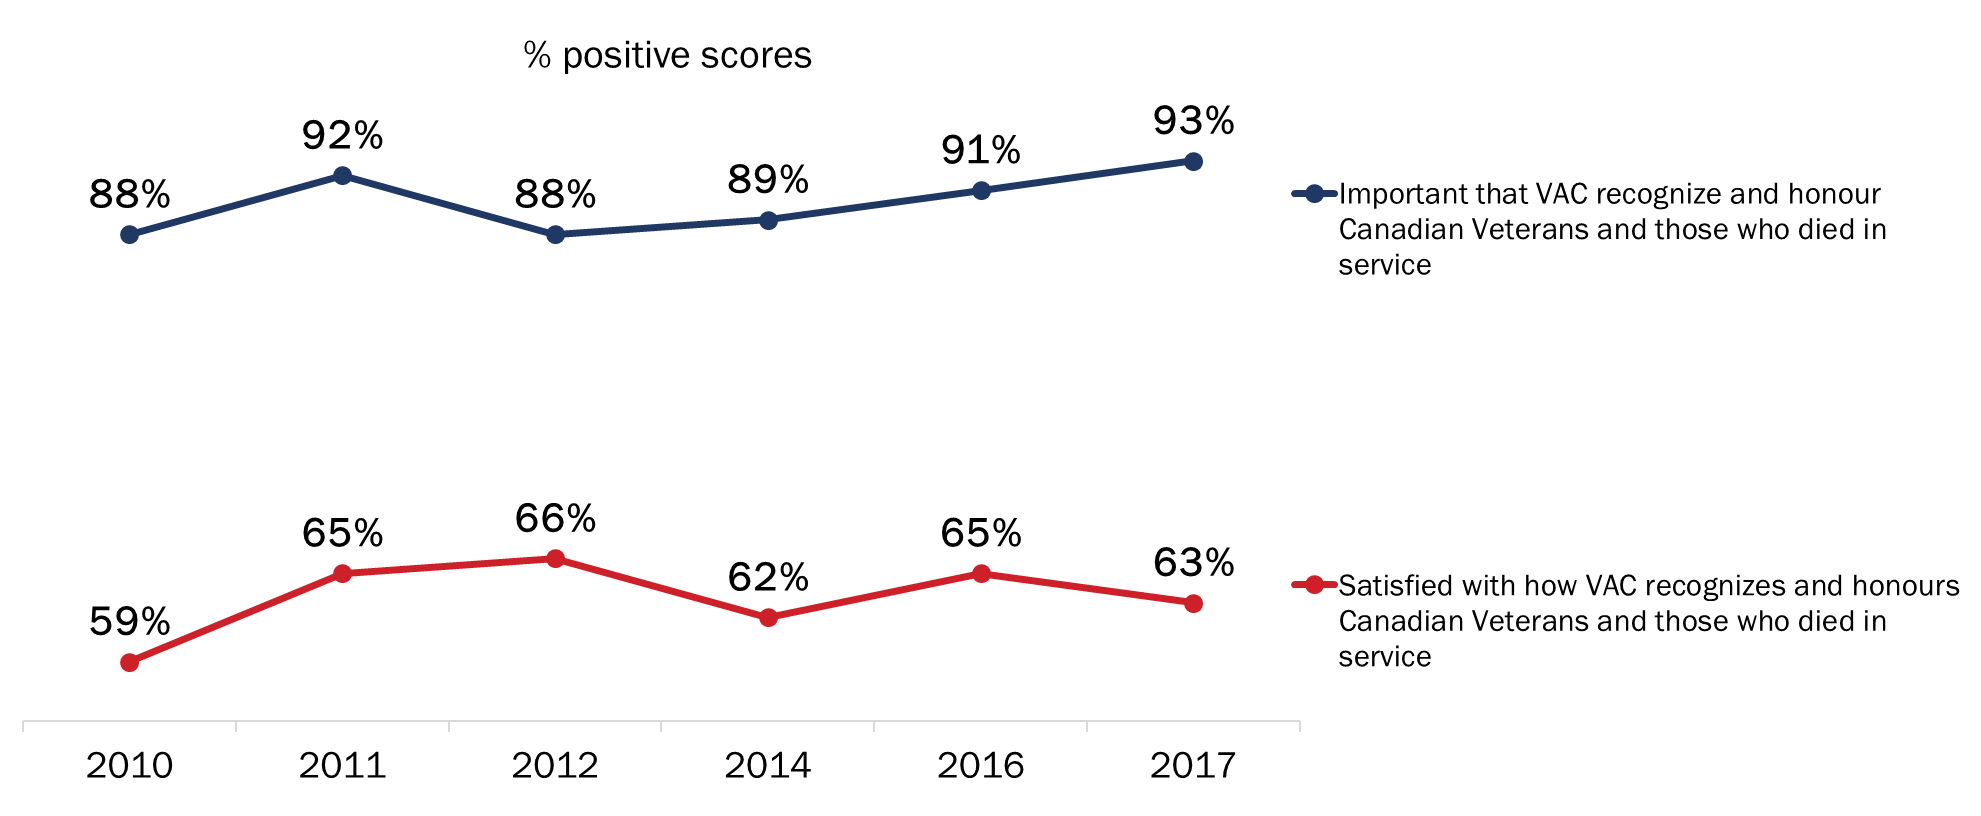 % positive scores
88%
92%
88%
89%
91%
93%
Important that VAC recognize and honour
Canadian Veterans and those who died in
service
59%
65%
66%
62%
65%
63%
Satisfied with how VAC recognizes and honours
Canadian Veterans and those who died in
service
2010
2011
2012
2014
2016
2017